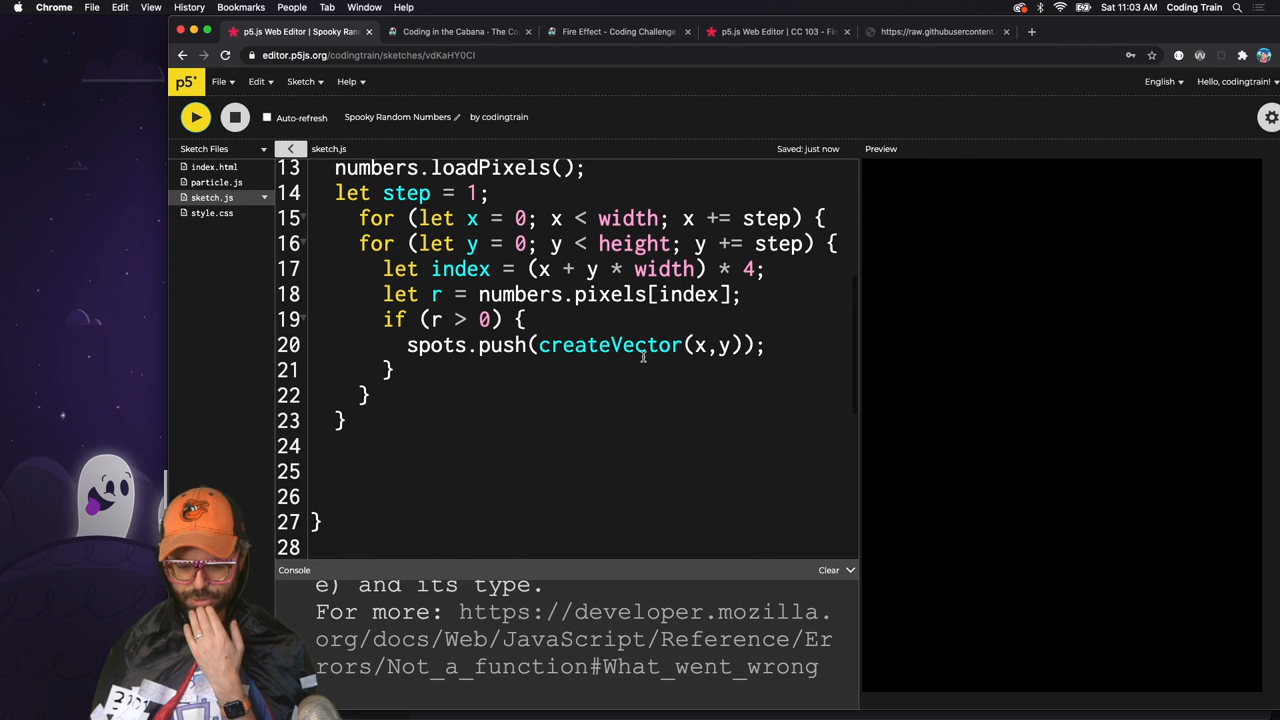 Chrome File Edit View History Bookmarks People Tab Window Help Sat 11:03 AM Coding Train
p5.js Web Editor | Spooky Ran Coding in the Cabana - The Co Fire Effect - Coding Challenge p5.js Web Editor | CC 103 - Fir https://raw.githubusercontent.
editor.p5js.org/codingtrain/sketches/vdKaHY0CI
p5* File Edit Sketch Help English Hello, codingtrain!
Auto-refresh Spooky Random Numbers by codingtrain
Sketch Files sketch.js Saved: just now Preview
index.html
particle.js
sketch.js
style.css
13 numbers.loadPixels();
14 let step = 1;
15 for (let x = 0; x < width; x += step) {
16 for (let y = 0; y < height; y += step) {
17 let index = (x + y * width) * 4;
18 let r = numbers.pixels[index];
19 if (r > 0) {
20 spots.push(createVector(x,y));
21 }
22 }
23 }
24
25
26
27 }
28
Console Clear
e) and its type.
For more: https://developer.mozilla.
org/docs/Web/JavaScript/Reference/Er
rors/Not_a_function#What_went_wrong